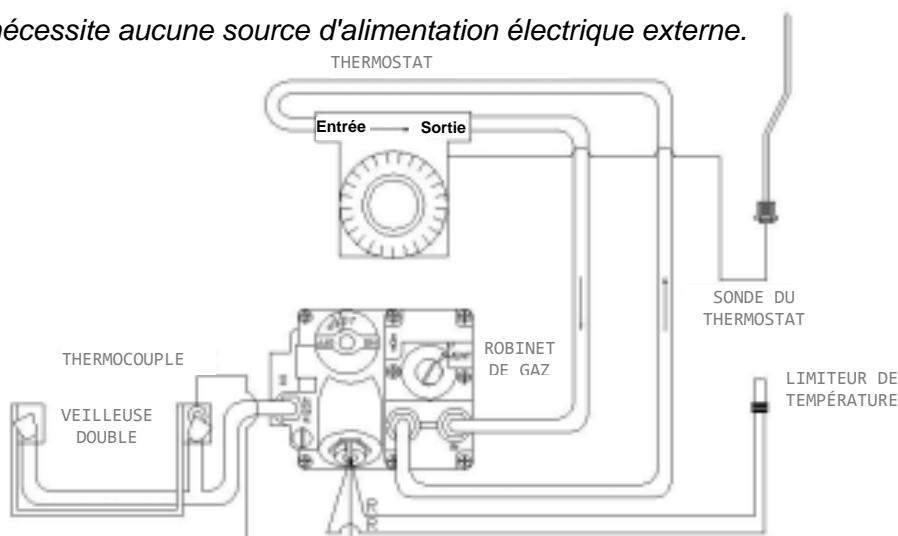 nécessite aucune source d'alimentation électrique externe.
THERMOSTAT
Entrée
Sortie
SONDE DU
THERMOSTAT
ROBINET
DE GAZ
THERMOCOUPLE
LIMITEUR DE
TEMPÉRATURE
VEILLEUSE
DOUBLE